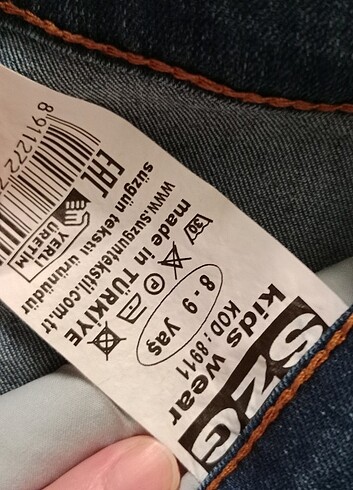 SZG
kids wear
KOD: 8911
8 - 9 yaş
30
P
made in TÜRKİYE
www.suzguntekstil.com.tr
süzgün tekstil ürünüdür
EAC
YERLİ
ÜRETİM